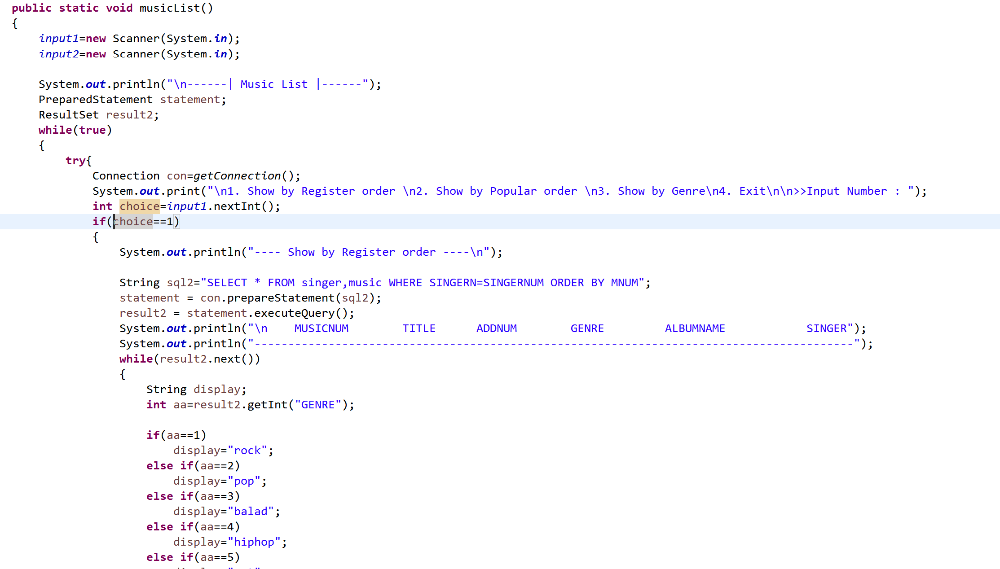 public static void musicList()
{
input1=new Scanner(System.in);
input2=new Scanner(System.in);
System.out.println("\n------| Music List |------");
PreparedStatement statement;
ResultSet result2;
while(true)
{
try{
Connection con=getConnection();
System.out.print("\n1. Show by Register order \n2. Show by Popular order \n3. Show by Genre\n4. Exit\n\n>>Input Number : ");
int choice=input1.nextInt();
if(choice==1)
{
System.out.println("---- Show by Register order ----\n");
String sql2="SELECT * FROM singer,music WHERE SINGERN=SINGERNUM ORDER BY MNUM";
statement = con.prepareStatement(sql2);
result2 = statement.executeQuery();
System.out.println("\n    MUSICNUM        TITLE      ADDNUM        GENRE         ALBUMNAME            SINGER");
System.out.println("-----------------------------------------------------------------------------------------");
while(result2.next())
{
String display;
int aa=result2.getInt("GENRE");
if(aa==1)
display="rock";
else if(aa==2)
display="pop";
else if(aa==3)
display="balad";
else if(aa==4)
display="hiphop";
else if(aa==5)